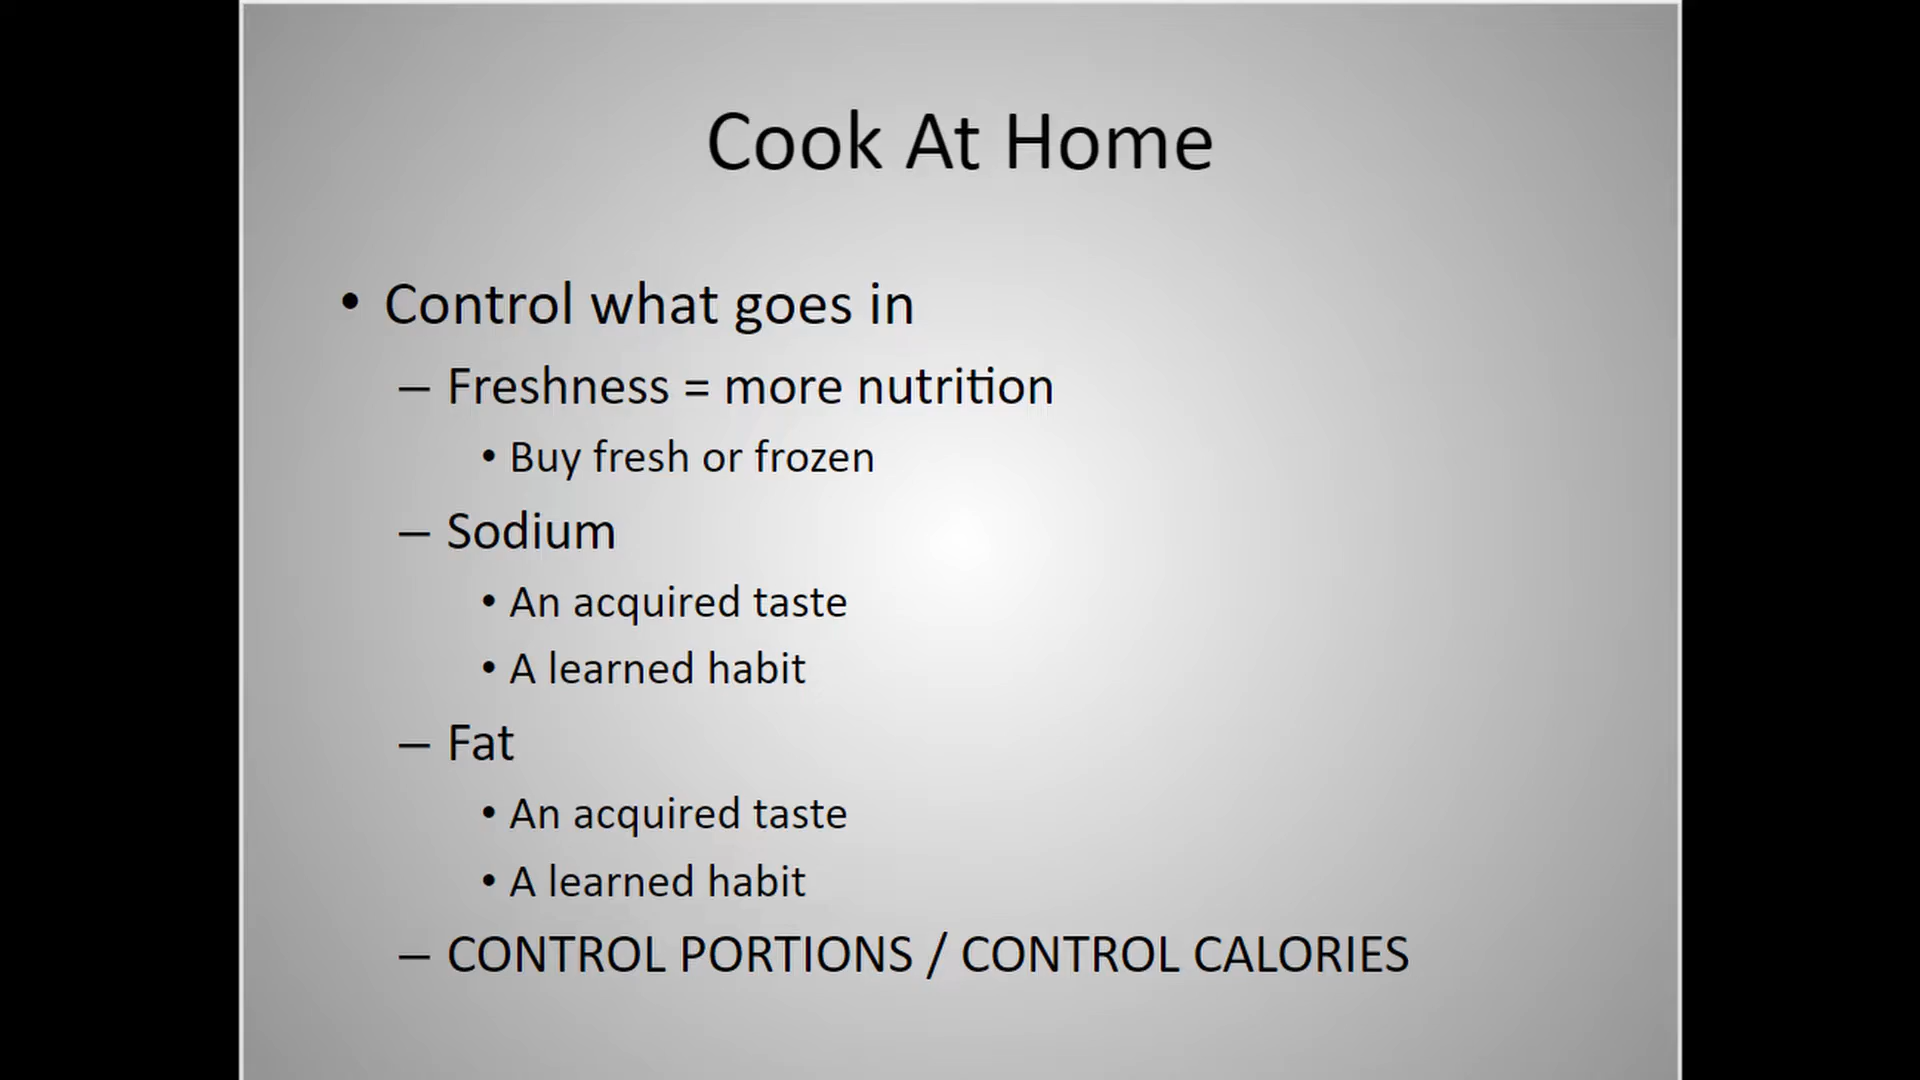 Cook At Home
• Control what goes in
– Freshness = more nutrition
• Buy fresh or frozen
– Sodium
• An acquired taste
• A learned habit
– Fat
• An acquired taste
• A learned habit
– CONTROL PORTIONS / CONTROL CALORIES